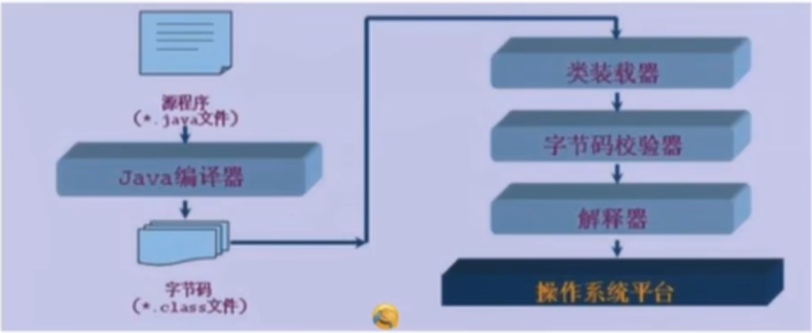 源程序
(*.java文件)
Java编译器
字节码
(*.class文件)
类装载器
字节码校验器
解释器
操作系统平台